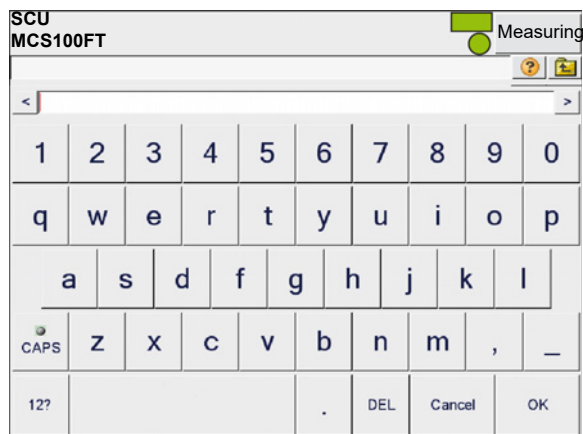 SCU
MCS100FT
Measuring
?
< >
1 2 3 4 5 6 7 8 9 0
q w e r t y u i o p
a s d f g h j k l
CAPS z x c v b n m , _
12? . DEL Cancel OK